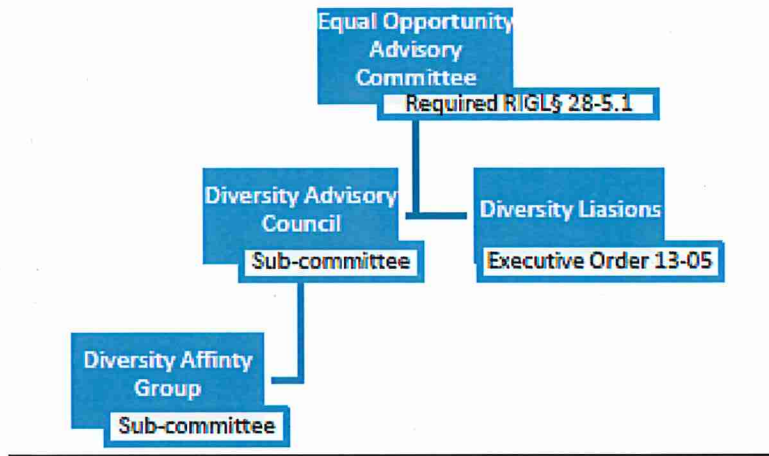 Equal Opportunity
Advisory
Committee
Required RIGL§ 28-5.1
Diversity Advisory
Council
Sub-committee
Diversity Liasions
Executive Order 13-05
Diversity Affinty
Group
Sub-committee